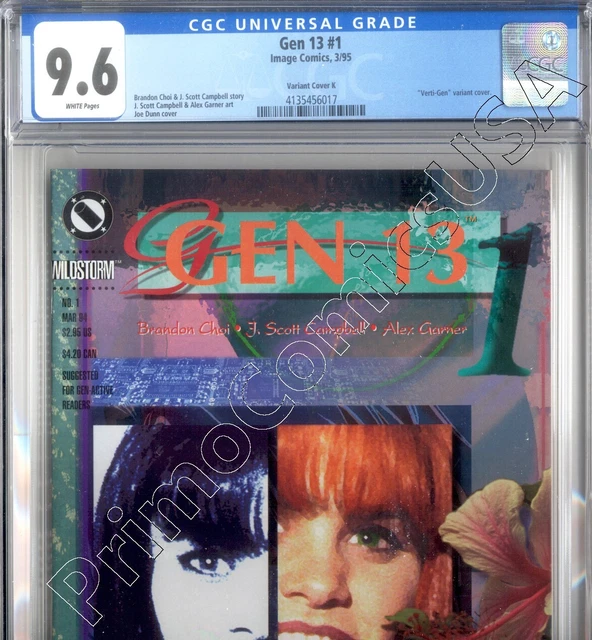 CGC UNIVERSAL GRADE
9.6
WHITE Pages
Gen 13 #1
Image Comics, 3/95
Variant Cover K
4135456017
Brandon Choi & J. Scott Campbell story
J. Scott Campbell & Alex Garner art
Joe Dunn cover
"Verti-Gen" variant cover
CGC
WILDSTORM™
GEN 13
1
NO. 1
MAR 94
$2.95 US
$4.20 CAN
SUGGESTED
FOR GEN-ACTIVE
READERS
Brandon Choi • J. Scott Campbell • Alex Garner
PrimoComicsUSA